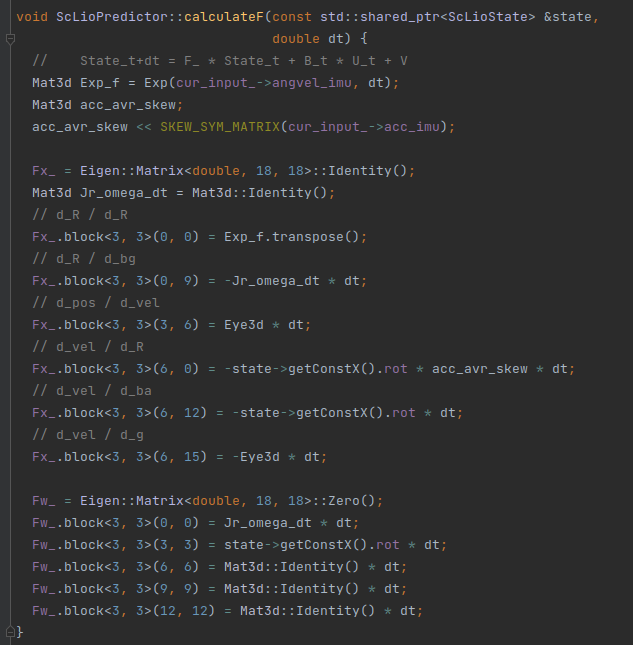 void ScLioPredictor::calculateF(const std::shared_ptr<ScLioState> &state,
                                double dt) {
  //    State_t+dt = F_ * State_t + B_t * U_t + V
  Mat3d Exp_f = Exp(cur_input_->angvel_imu, dt);
  Mat3d acc_avr_skew;
  acc_avr_skew << SKEW_SYM_MATRIX(cur_input_->acc_imu);

  Fx_ = Eigen::Matrix<double, 18, 18>::Identity();
  Mat3d Jr_omega_dt = Mat3d::Identity();
  // d_R / d_R
  Fx_.block<3, 3>(0, 0) = Exp_f.transpose();
  // d_R / d_bg
  Fx_.block<3, 3>(0, 9) = -Jr_omega_dt * dt;
  // d_pos / d_vel
  Fx_.block<3, 3>(3, 6) = Eye3d * dt;
  // d_vel / d_R
  Fx_.block<3, 3>(6, 0) = -state->getConstX().rot * acc_avr_skew * dt;
  // d_vel / d_ba
  Fx_.block<3, 3>(6, 12) = -state->getConstX().rot * dt;
  // d_vel / d_g
  Fx_.block<3, 3>(6, 15) = -Eye3d * dt;

  Fw_ = Eigen::Matrix<double, 18, 18>::Zero();
  Fw_.block<3, 3>(0, 0) = Jr_omega_dt * dt;
  Fw_.block<3, 3>(3, 3) = state->getConstX().rot * dt;
  Fw_.block<3, 3>(6, 6) = Mat3d::Identity() * dt;
  Fw_.block<3, 3>(9, 9) = Mat3d::Identity() * dt;
  Fw_.block<3, 3>(12, 12) = Mat3d::Identity() * dt;
}